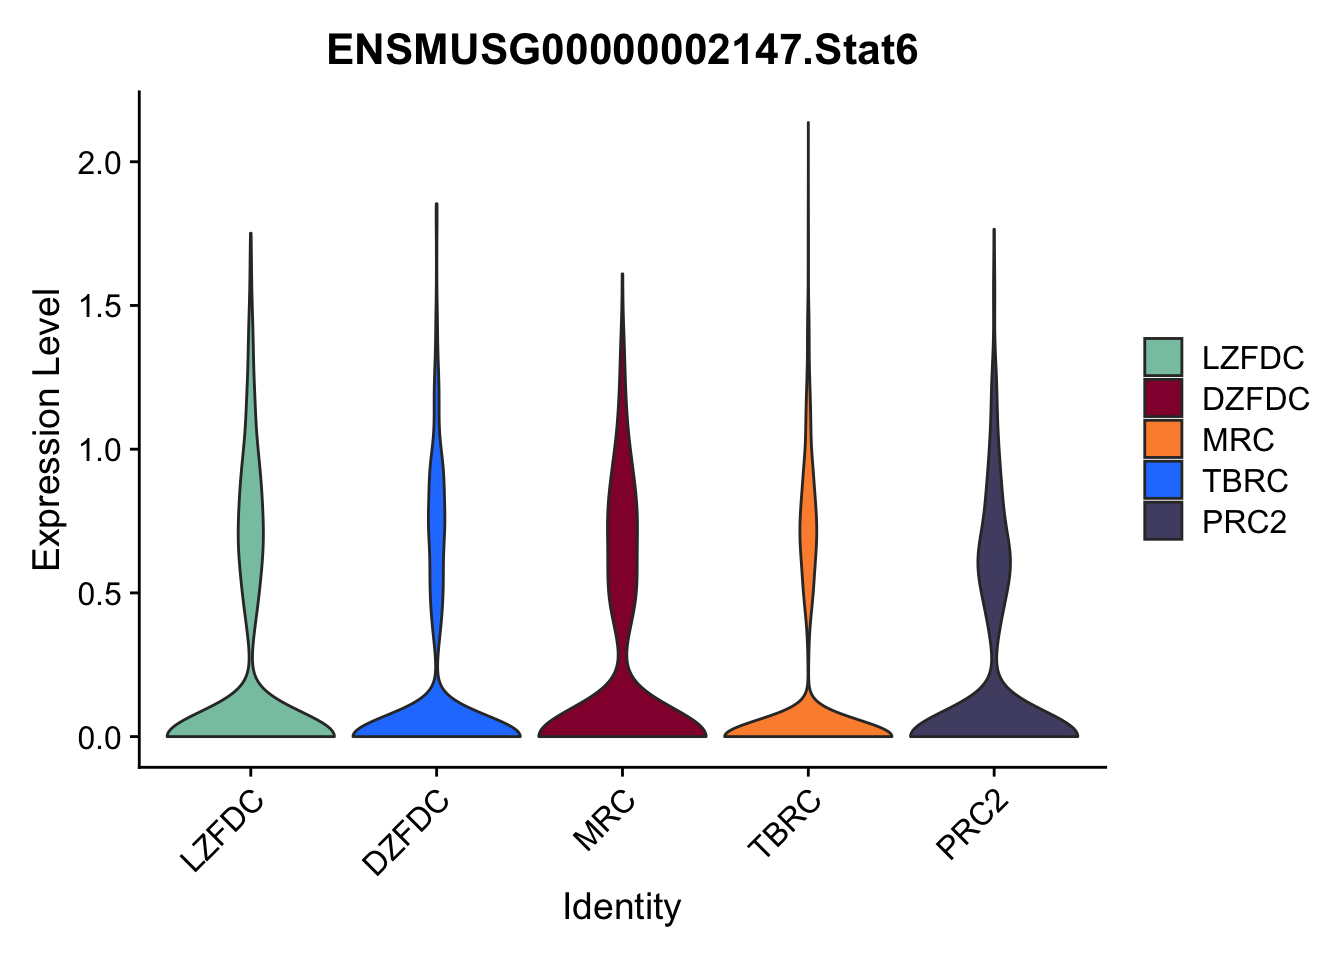 ENSMUSG00000002147.Stat6
Expression Level
2.0
1.5
1.0
0.5
0.0
LZFDC
DZFDC
MRC
TBRC
PRC2
Identity
LZFDC
DZFDC
MRC
TBRC
PRC2